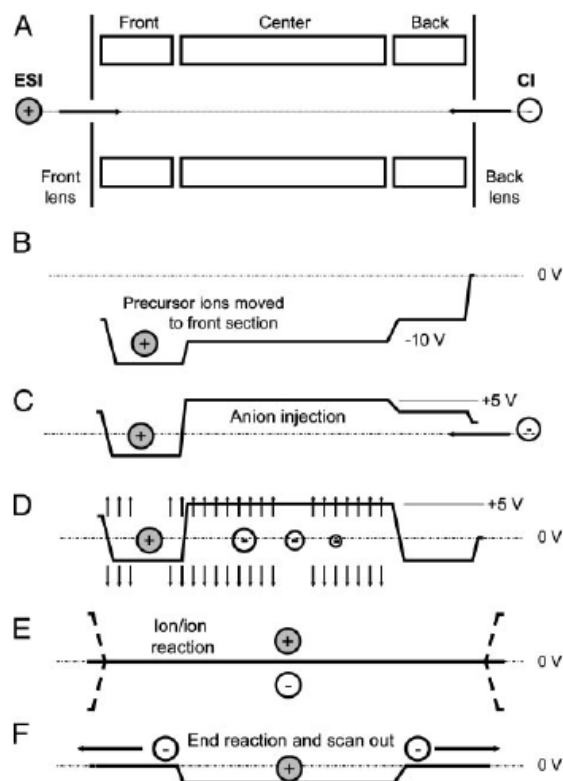 A
Front Center Back
ESI CI
+ -
Front
lens
Back
lens
B
0 V
Precursor ions moved
to front section
+
-10 V
C
+5 V
Anion injection
+ -
D
+5 V
+ - - -
0 V
E
Ion/ion
reaction
+
0 V
-
F
- End reaction and scan out -
+
0 V